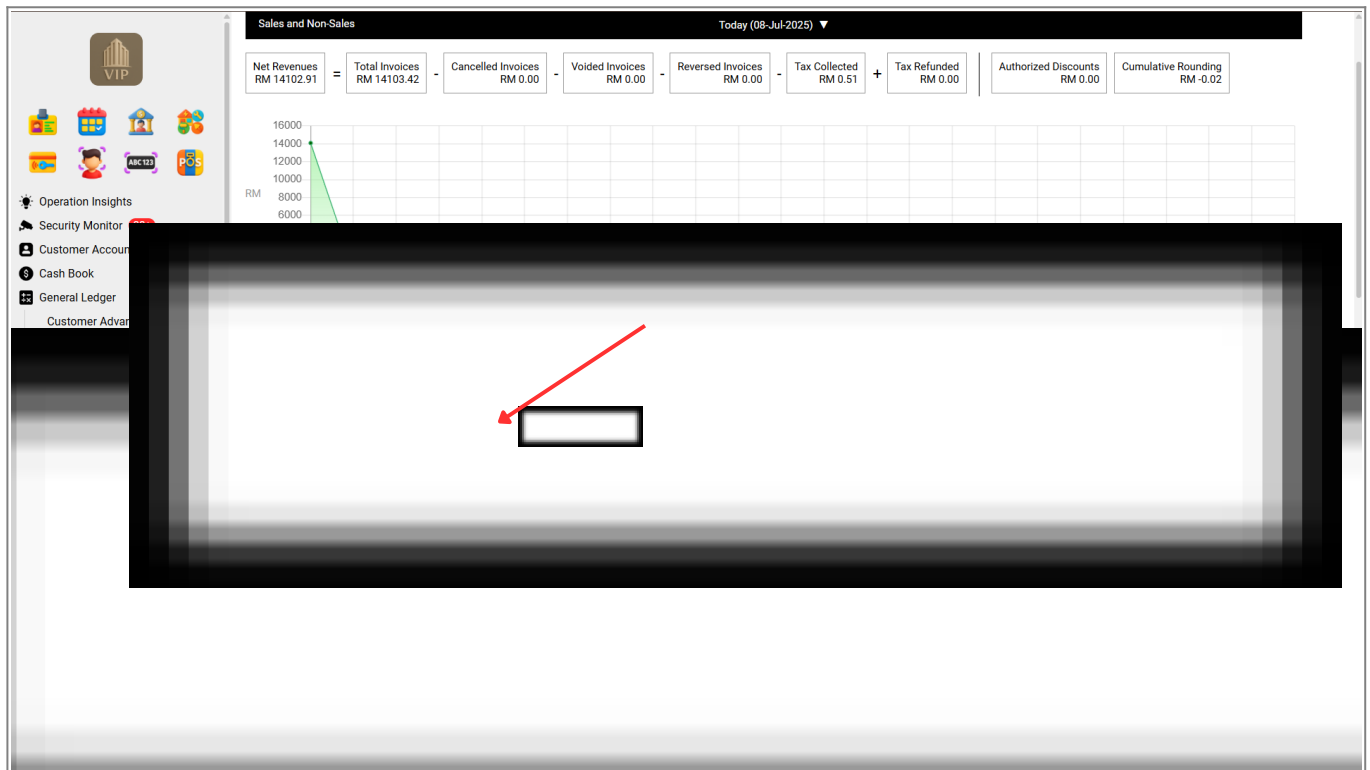 Sales and Non-Sales
Today (08-Jul-2025) ▼
Net Revenues
RM 14102.91
=
Total Invoices
RM 14103.42
-
Cancelled Invoices
RM 0.00
-
Voided Invoices
RM 0.00
-
Reversed Invoices
RM 0.00
-
Tax Collected
RM 0.51
+
Tax Refunded
RM 0.00
Authorized Discounts
RM 0.00
Cumulative Rounding
RM -0.02
VIP
ABC 123
POS
Operation Insights
Security Monitor
Customer Accoun
Cash Book
General Ledger
Customer Advan
16000
14000
12000
10000
RM
8000
6000